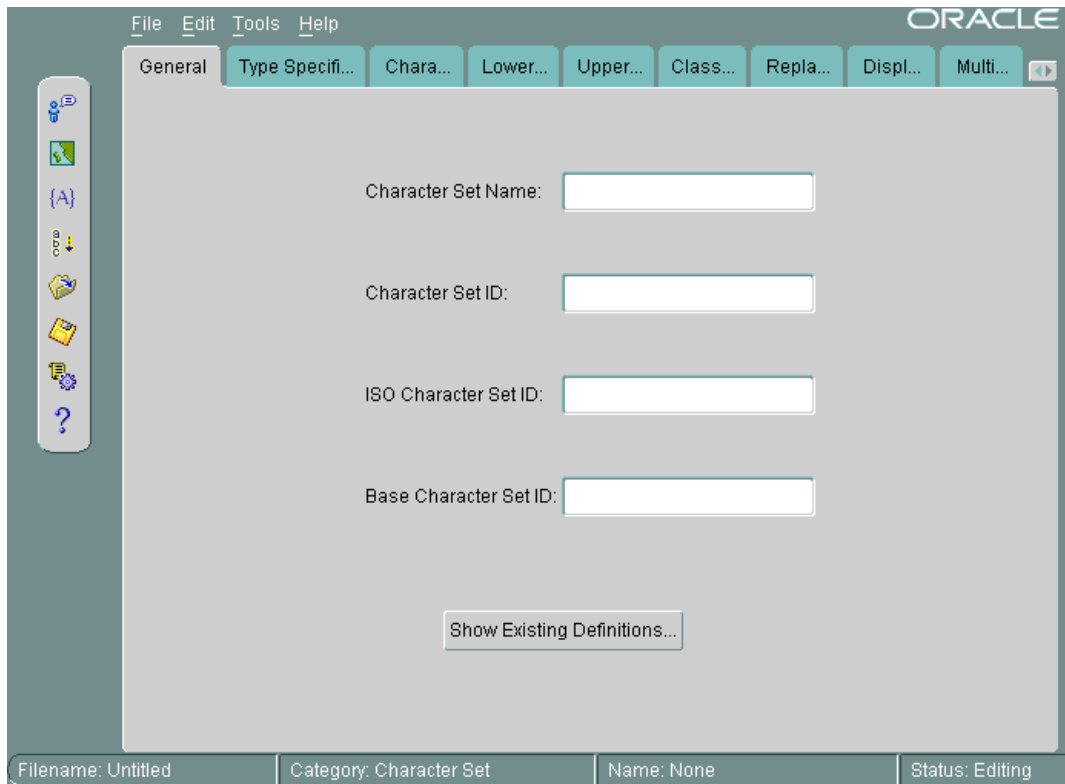 File Edit Tools Help
ORACLE
General Type Specifi... Chara... Lower... Upper... Class... Repla... Displ... Multi...
{A}
a
b
c
?
Character Set Name:
Character Set ID:
ISO Character Set ID:
Base Character Set ID:
Show Existing Definitions...
Filename: Untitled Category: Character Set Name: None Status: Editing